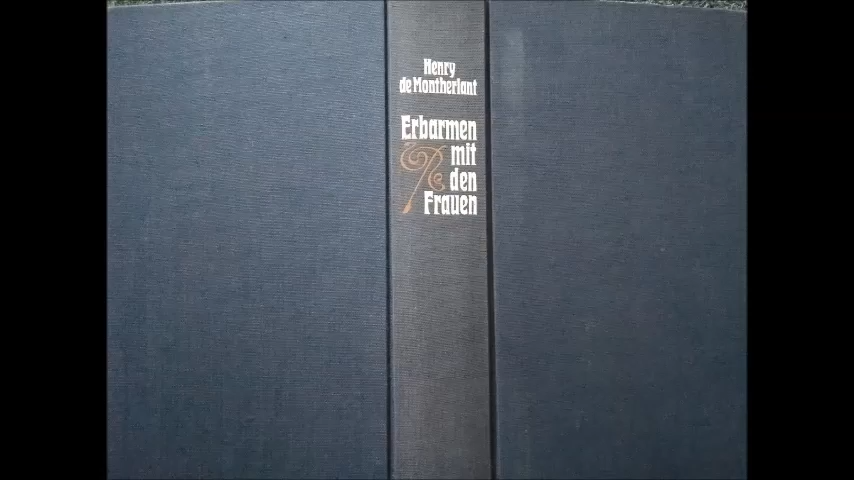 Henry
de Montherlant
Erbarmen
mit
den
Frauen